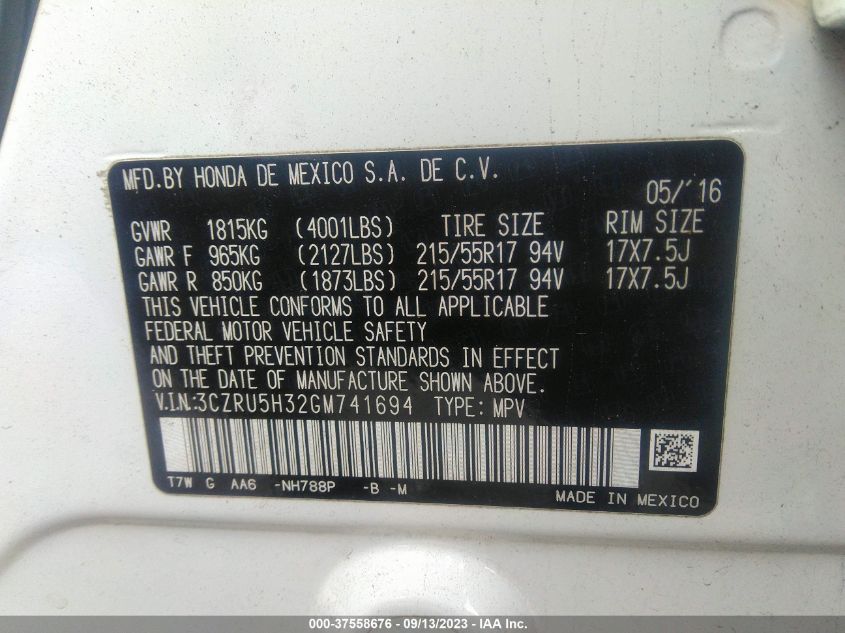 MFD.BY HONDA DE MEXICO S.A. DE C.V.
05/'16
GVWR 1815KG (4001LBS) TIRE SIZE RIM SIZE
GAWR F 965KG (2127LBS) 215/55R17 94V 17X7.5J
GAWR R 850KG (1873LBS) 215/55R17 94V 17X7.5J
THIS VEHICLE CONFORMS TO ALL APPLICABLE
FEDERAL MOTOR VEHICLE SAFETY
AND THEFT PREVENTION STANDARDS IN EFFECT
ON THE DATE OF MANUFACTURE SHOWN ABOVE.
V.I.N:3CZRU5H32GM741694 TYPE: MPV
T7W G AA6 -NH788P -B -M
MADE IN MEXICO
000-37558676 - 09/13/2023 - IAA Inc.